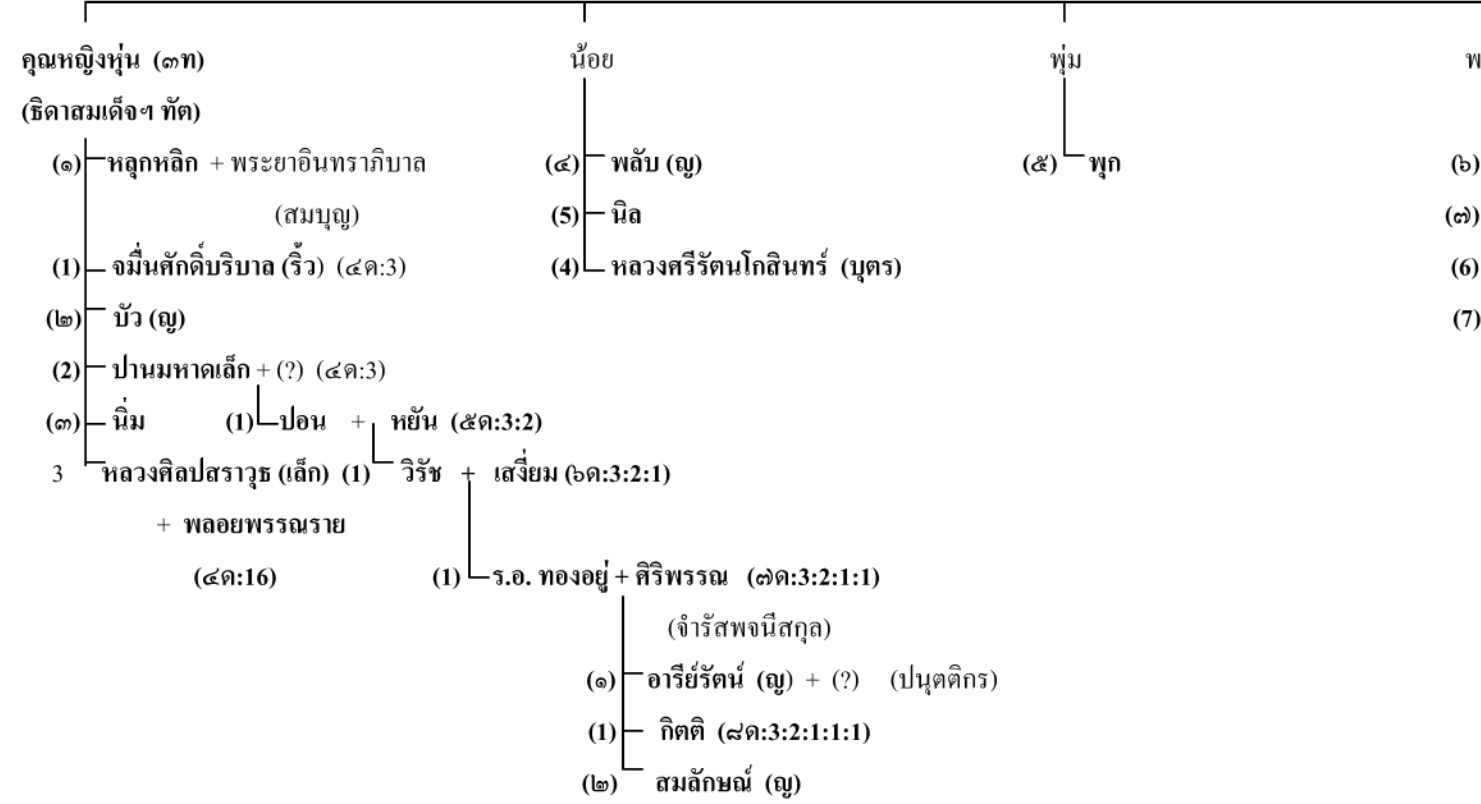 คุณหญิงหุ่น (๓ท) น้อย พุ่ม พ
(ธิดาสมเด็จฯ ทัต)
(๑) หลุกหลิก + พระยาอินทราภิบาล (๔) พลับ (ญ) (๕) พุก (๖)
(สมบุญ) (5) นิล (๗)
(1) จมื่นศักดิ์บริบาล (ริ้ว) (๔ด:3) (4) หลวงศรีรัตนโกสินทร์ (บุตร) (6)
(๒) บัว (ญ) (7)
(2) ปานมหาดเล็ก + (?) (๔ด:3)
(๓) นิ่ม (1) ปอน + หยัน (๕ด:3:2)
3 หลวงศิลปสราวุธ (เล็ก) (1) วิรัช + เสงี่ยม (๖ด:3:2:1)
+ พลอยพรรณราย
(๔ด:16) (1) ร.อ. ทองอยู่ + ศิริพรรณ (๗ด:3:2:1:1)
(จำรัสพจนีสกุล)
(๑) อารีย์รัตน์ (ญ) + (?) (ปนุตติกร)
(1) กิตติ (๘ด:3:2:1:1:1)
(๒) สมลักษณ์ (ญ)